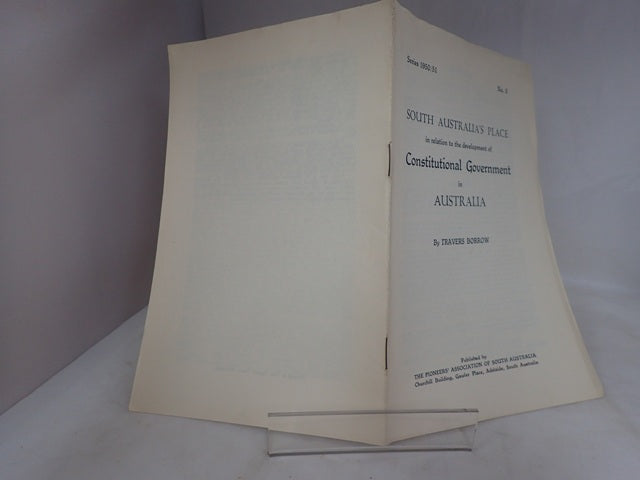 Series 1950/51
No. 5
SOUTH AUSTRALIA'S PLACE
in relation to the development of
Constitutional Government
in
AUSTRALIA
By TRAVERS BORROW
Published by
THE PIONEERS' ASSOCIATION OF SOUTH AUSTRALIA
Churchill Building, Gawler Place, Adelaide, South Australia